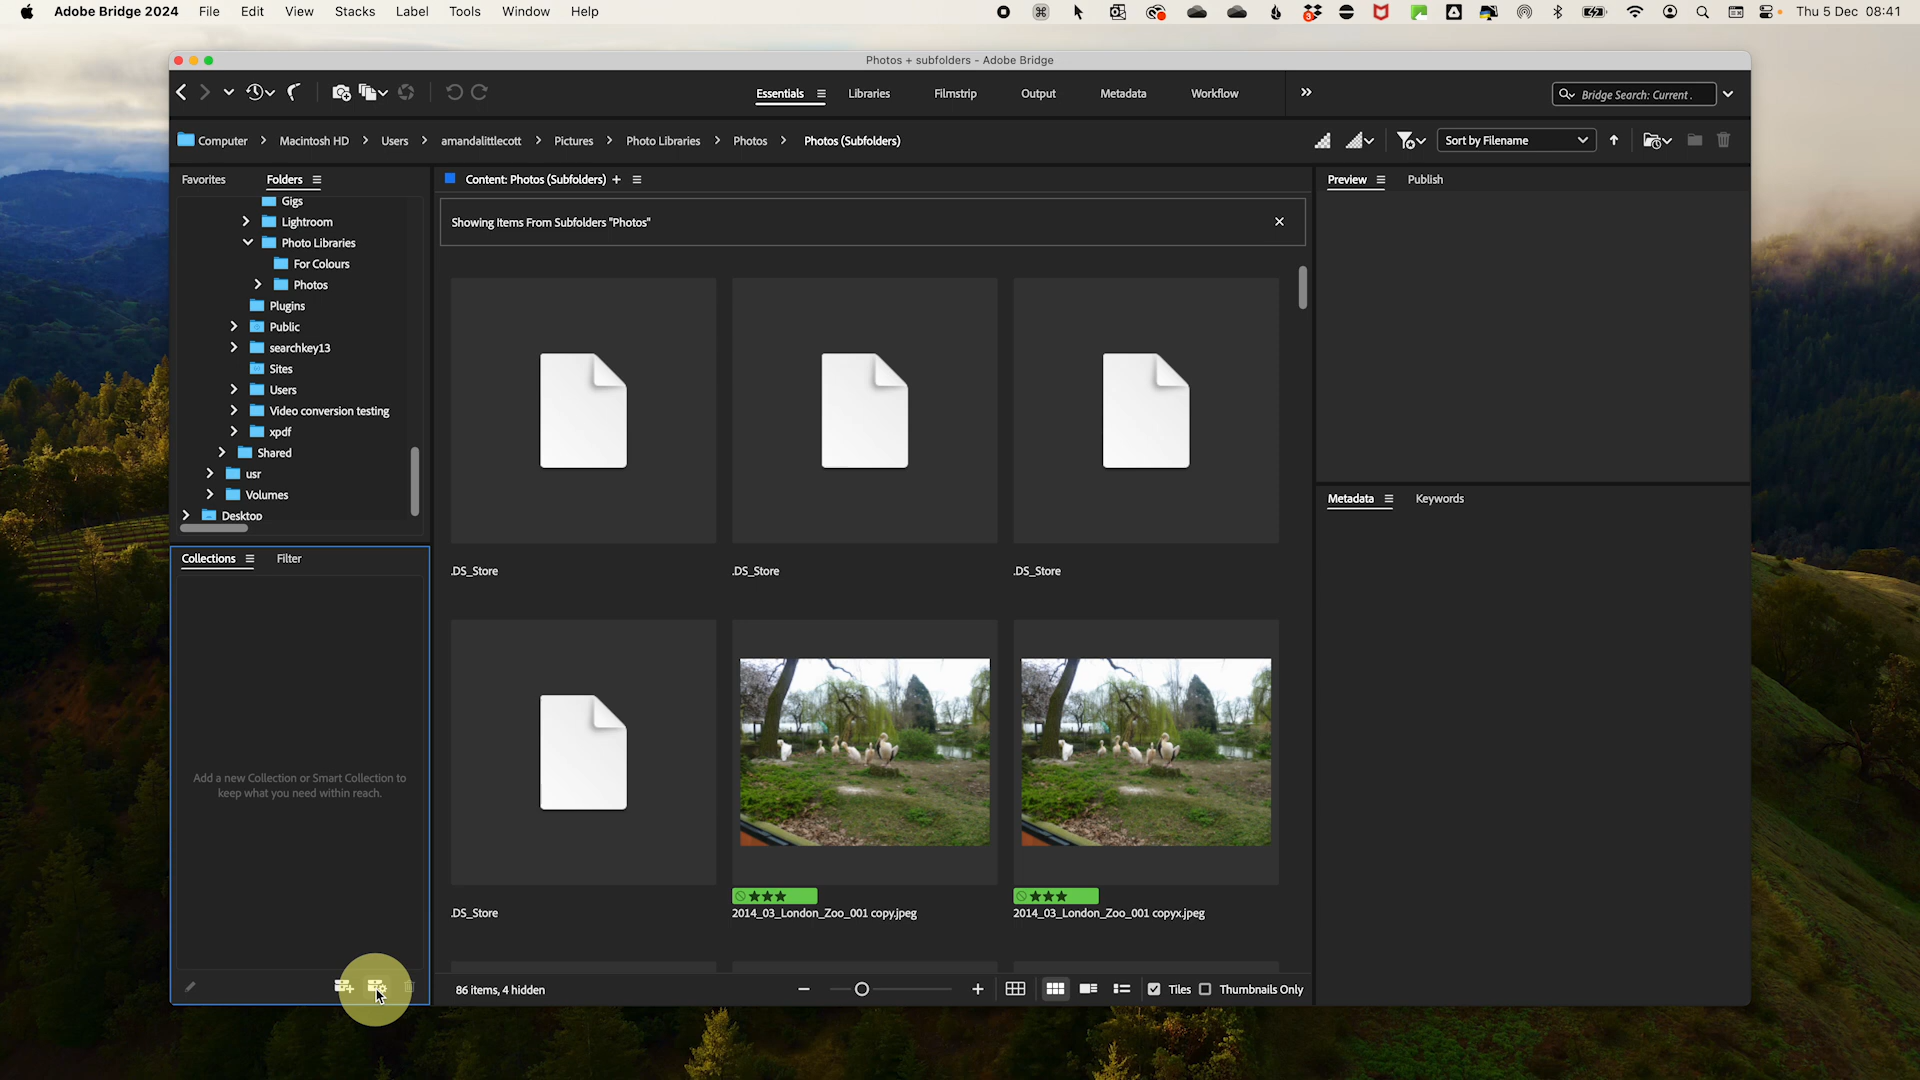 Adobe Bridge 2024 File Edit View Stacks Label Tools Window Help 3 Thu 5 Dec 08:41
Photos + subfolders - Adobe Bridge
Essentials Libraries Filmstrip Output Metadata Workflow Bridge Search: Current .
Computer Macintosh HD Users amandalittlecott Pictures Photo Libraries Photos Photos (Subfolders) Sort by Filename
Favorites Folders Content: Photos (Subfolders) Preview Publish
Gigs
Lightroom
Photo Libraries
For Colours
Photos
Plugins
Public
searchkey13
Sites
Users
Video conversion testing
xpdf
Shared
usr
Volumes
Desktop
Showing Items From Subfolders "Photos"
.DS_Store .DS_Store .DS_Store
.DS_Store 2014_03_London_Zoo_001 copy.jpeg 2014_03_London_Zoo_001 copyx.jpeg
Metadata Keywords
Collections Filter
Add a new Collection or Smart Collection to
keep what you need within reach.
86 items, 4 hidden Tiles Thumbnails Only